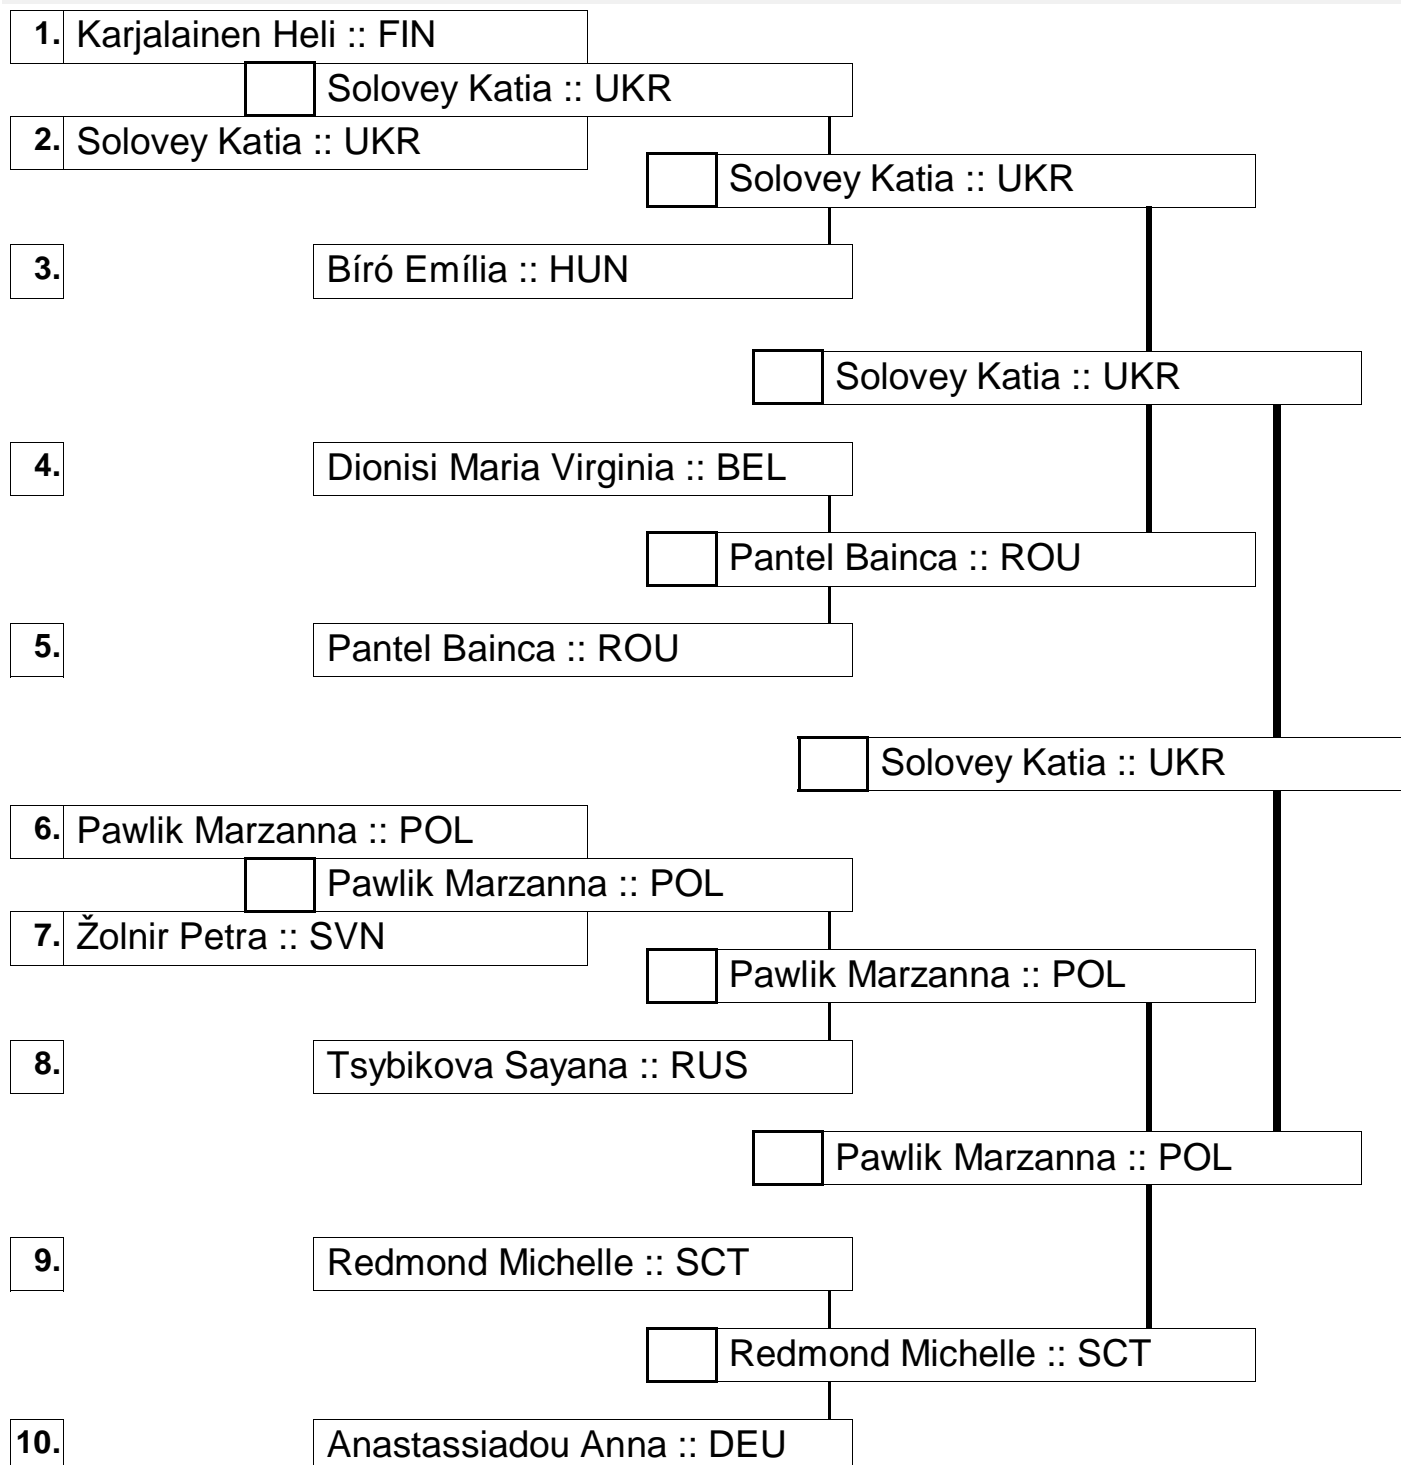 1. Karjalainen Heli :: FIN
Solovey Katia :: UKR
2. Solovey Katia :: UKR
Solovey Katia :: UKR
3. Bíró Emília :: HUN
Solovey Katia :: UKR
4. Dionisi Maria Virginia :: BEL
Pantel Bainca :: ROU
5. Pantel Bainca :: ROU
Solovey Katia :: UKR
6. Pawlik Marzanna :: POL
Pawlik Marzanna :: POL
7. Žolnir Petra :: SVN
Pawlik Marzanna :: POL
8. Tsybikova Sayana :: RUS
Pawlik Marzanna :: POL
9. Redmond Michelle :: SCT
Redmond Michelle :: SCT
10. Anastassiadou Anna :: DEU